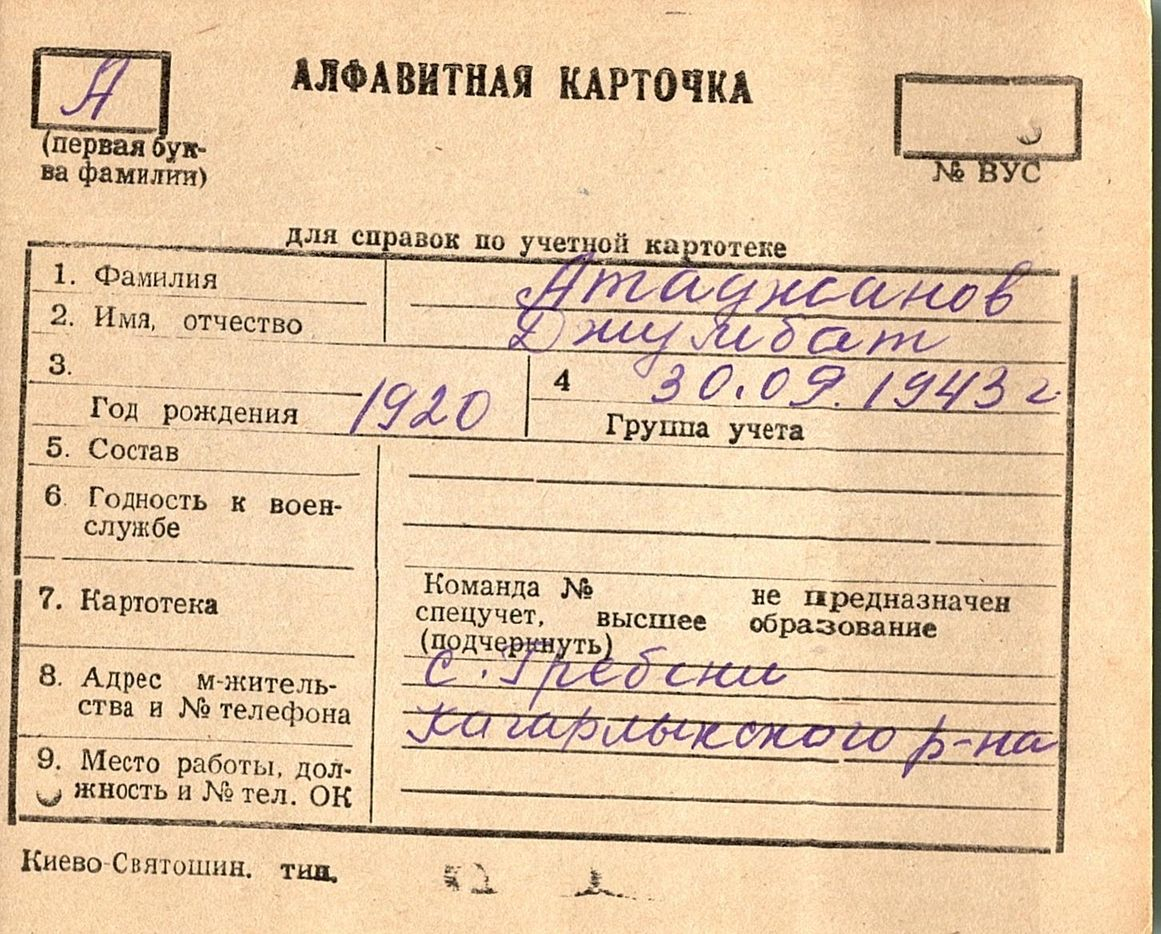 А
АЛФАВИТНАЯ КАРТОЧКА
(первая бук-
ва фамилии)
№ ВУС
для справок по учетной картотеке
1. Фамилия Атаджанов
2. Имя, отчество Джумбат
3.
Год рождения 1920
4 30.09.1943 г
Группа учета
5. Состав
6. Годность к воен-
службе
7. Картотека
Команда № не предназначен
спецучет, высшее образование
(подчеркнуть)
8. Адрес м-житель-
ства и № телефона
с. Гребени
Кагарлыкского р-на
9. Место работы, дол-
жность и № тел. ОК
Киево-Святошин. тип.